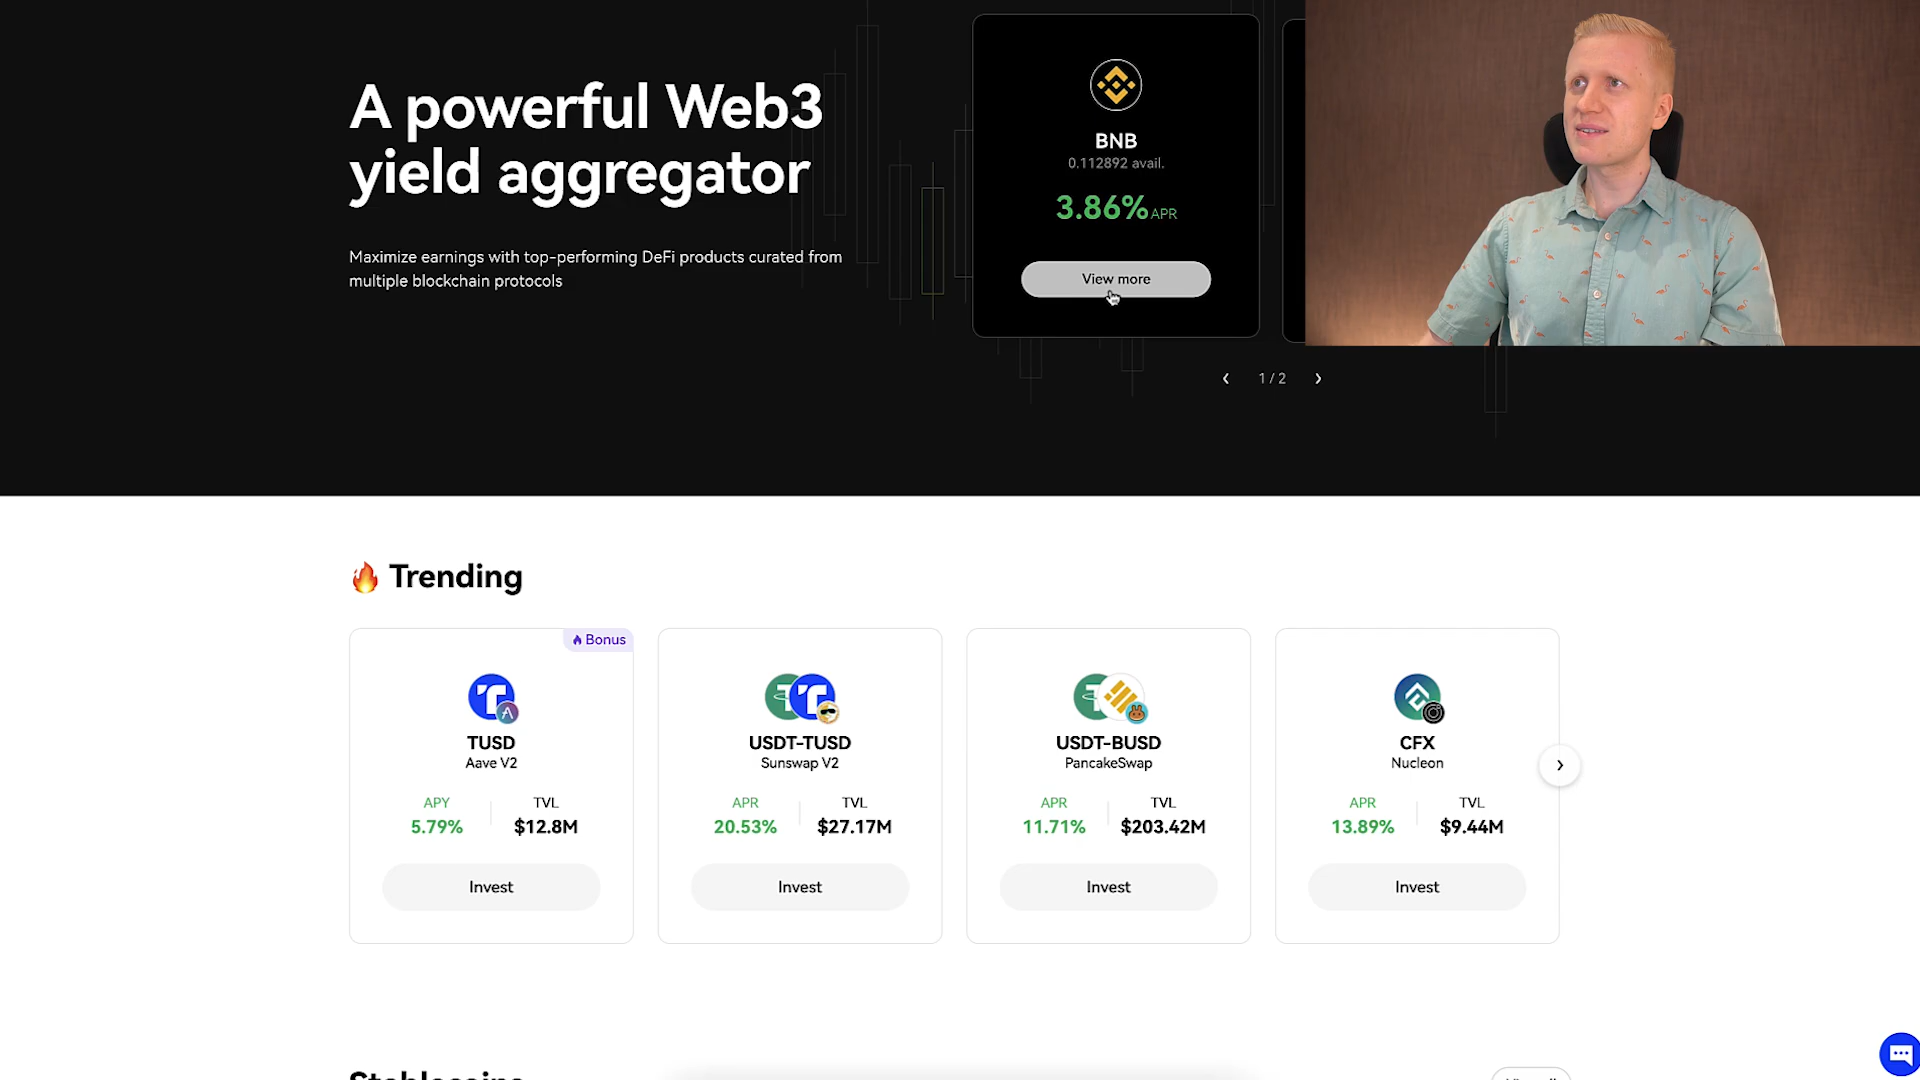 A powerful Web3
yield aggregator
Maximize earnings with top-performing DeFi products curated from
multiple blockchain protocols
BNB
0.112892 avail.
3.86% APR
View more
1 / 2
🔥 Trending
Bonus
TUSD
Aave V2
APY
5.79%
TVL
$12.8M
Invest
USDT-TUSD
Sunswap V2
APR
20.53%
TVL
$27.17M
Invest
USDT-BUSD
PancakeSwap
APR
11.71%
TVL
$203.42M
Invest
CFX
Nucleon
APR
13.89%
TVL
$9.44M
Invest
Stablecoins